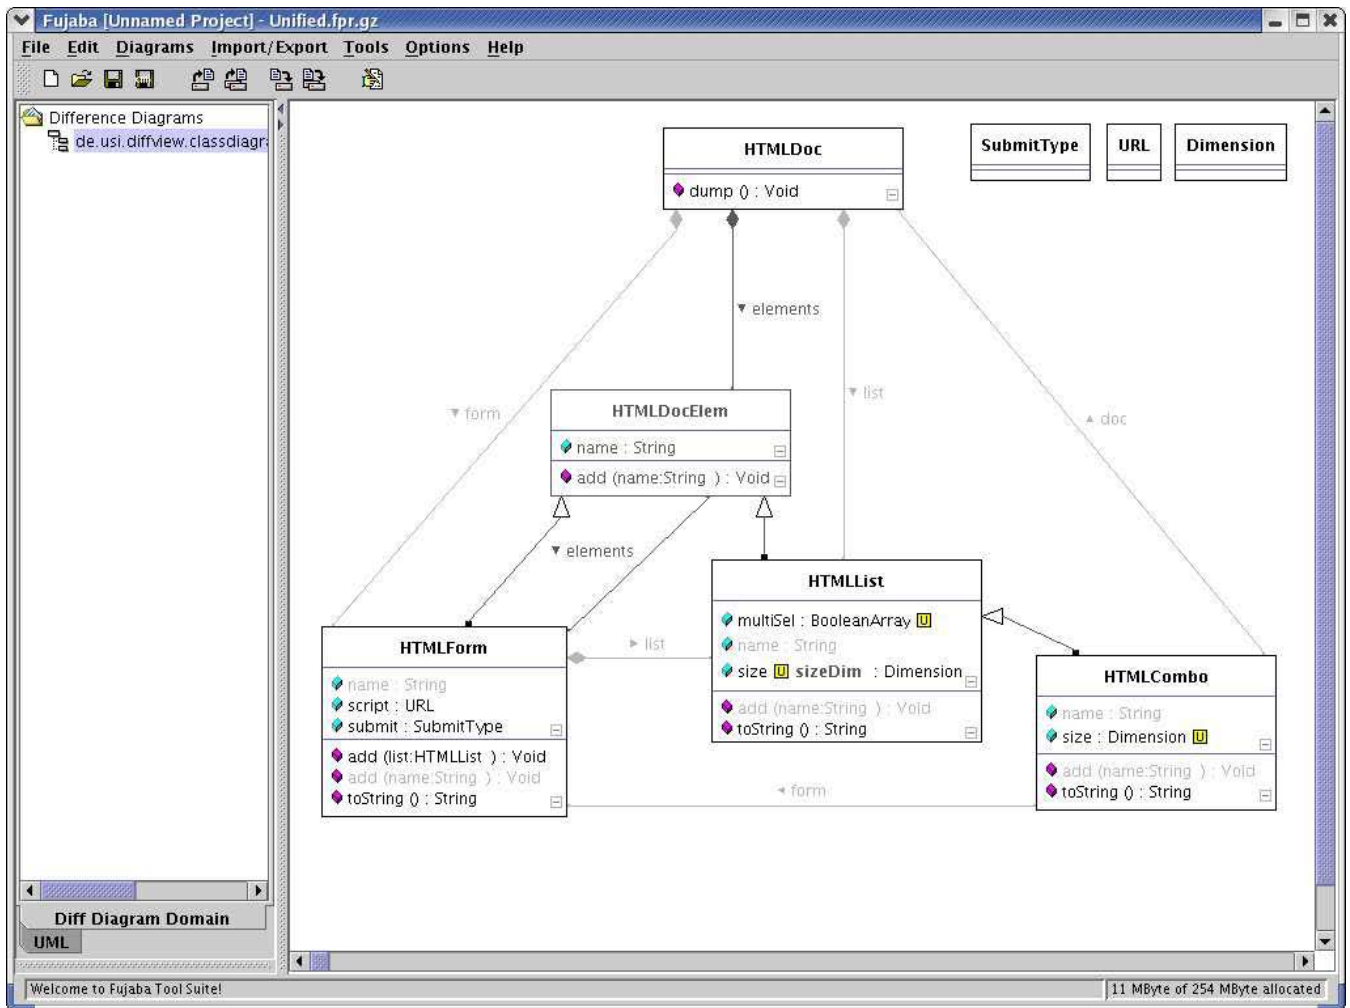 Fujaba [Unnamed Project] - Unified.fpr.gz
File Edit Diagrams Import/Export Tools Options Help
Difference Diagrams
de.usi.diffview.classdiagra
Diff Diagram Domain
UML
HTMLDoc
dump () : Void
SubmitType
URL
Dimension
elements
form
list
doc
HTMLDocElem
name : String
add (name:String ) : Void
elements
HTMLList
multiSel : BooleanArray U
name : String
size U sizeDim : Dimension
add (name:String ) : Void
toString () : String
HTMLForm
name : String
script : URL
submit : SubmitType
add (list:HTMLList ) : Void
add (name:String ) : Void
toString () : String
list
HTMLCombo
name : String
size : Dimension U
add (name:String ) : Void
toString () : String
form
Welcome to Fujaba Tool Suite!
11 MByte of 254 MByte allocated